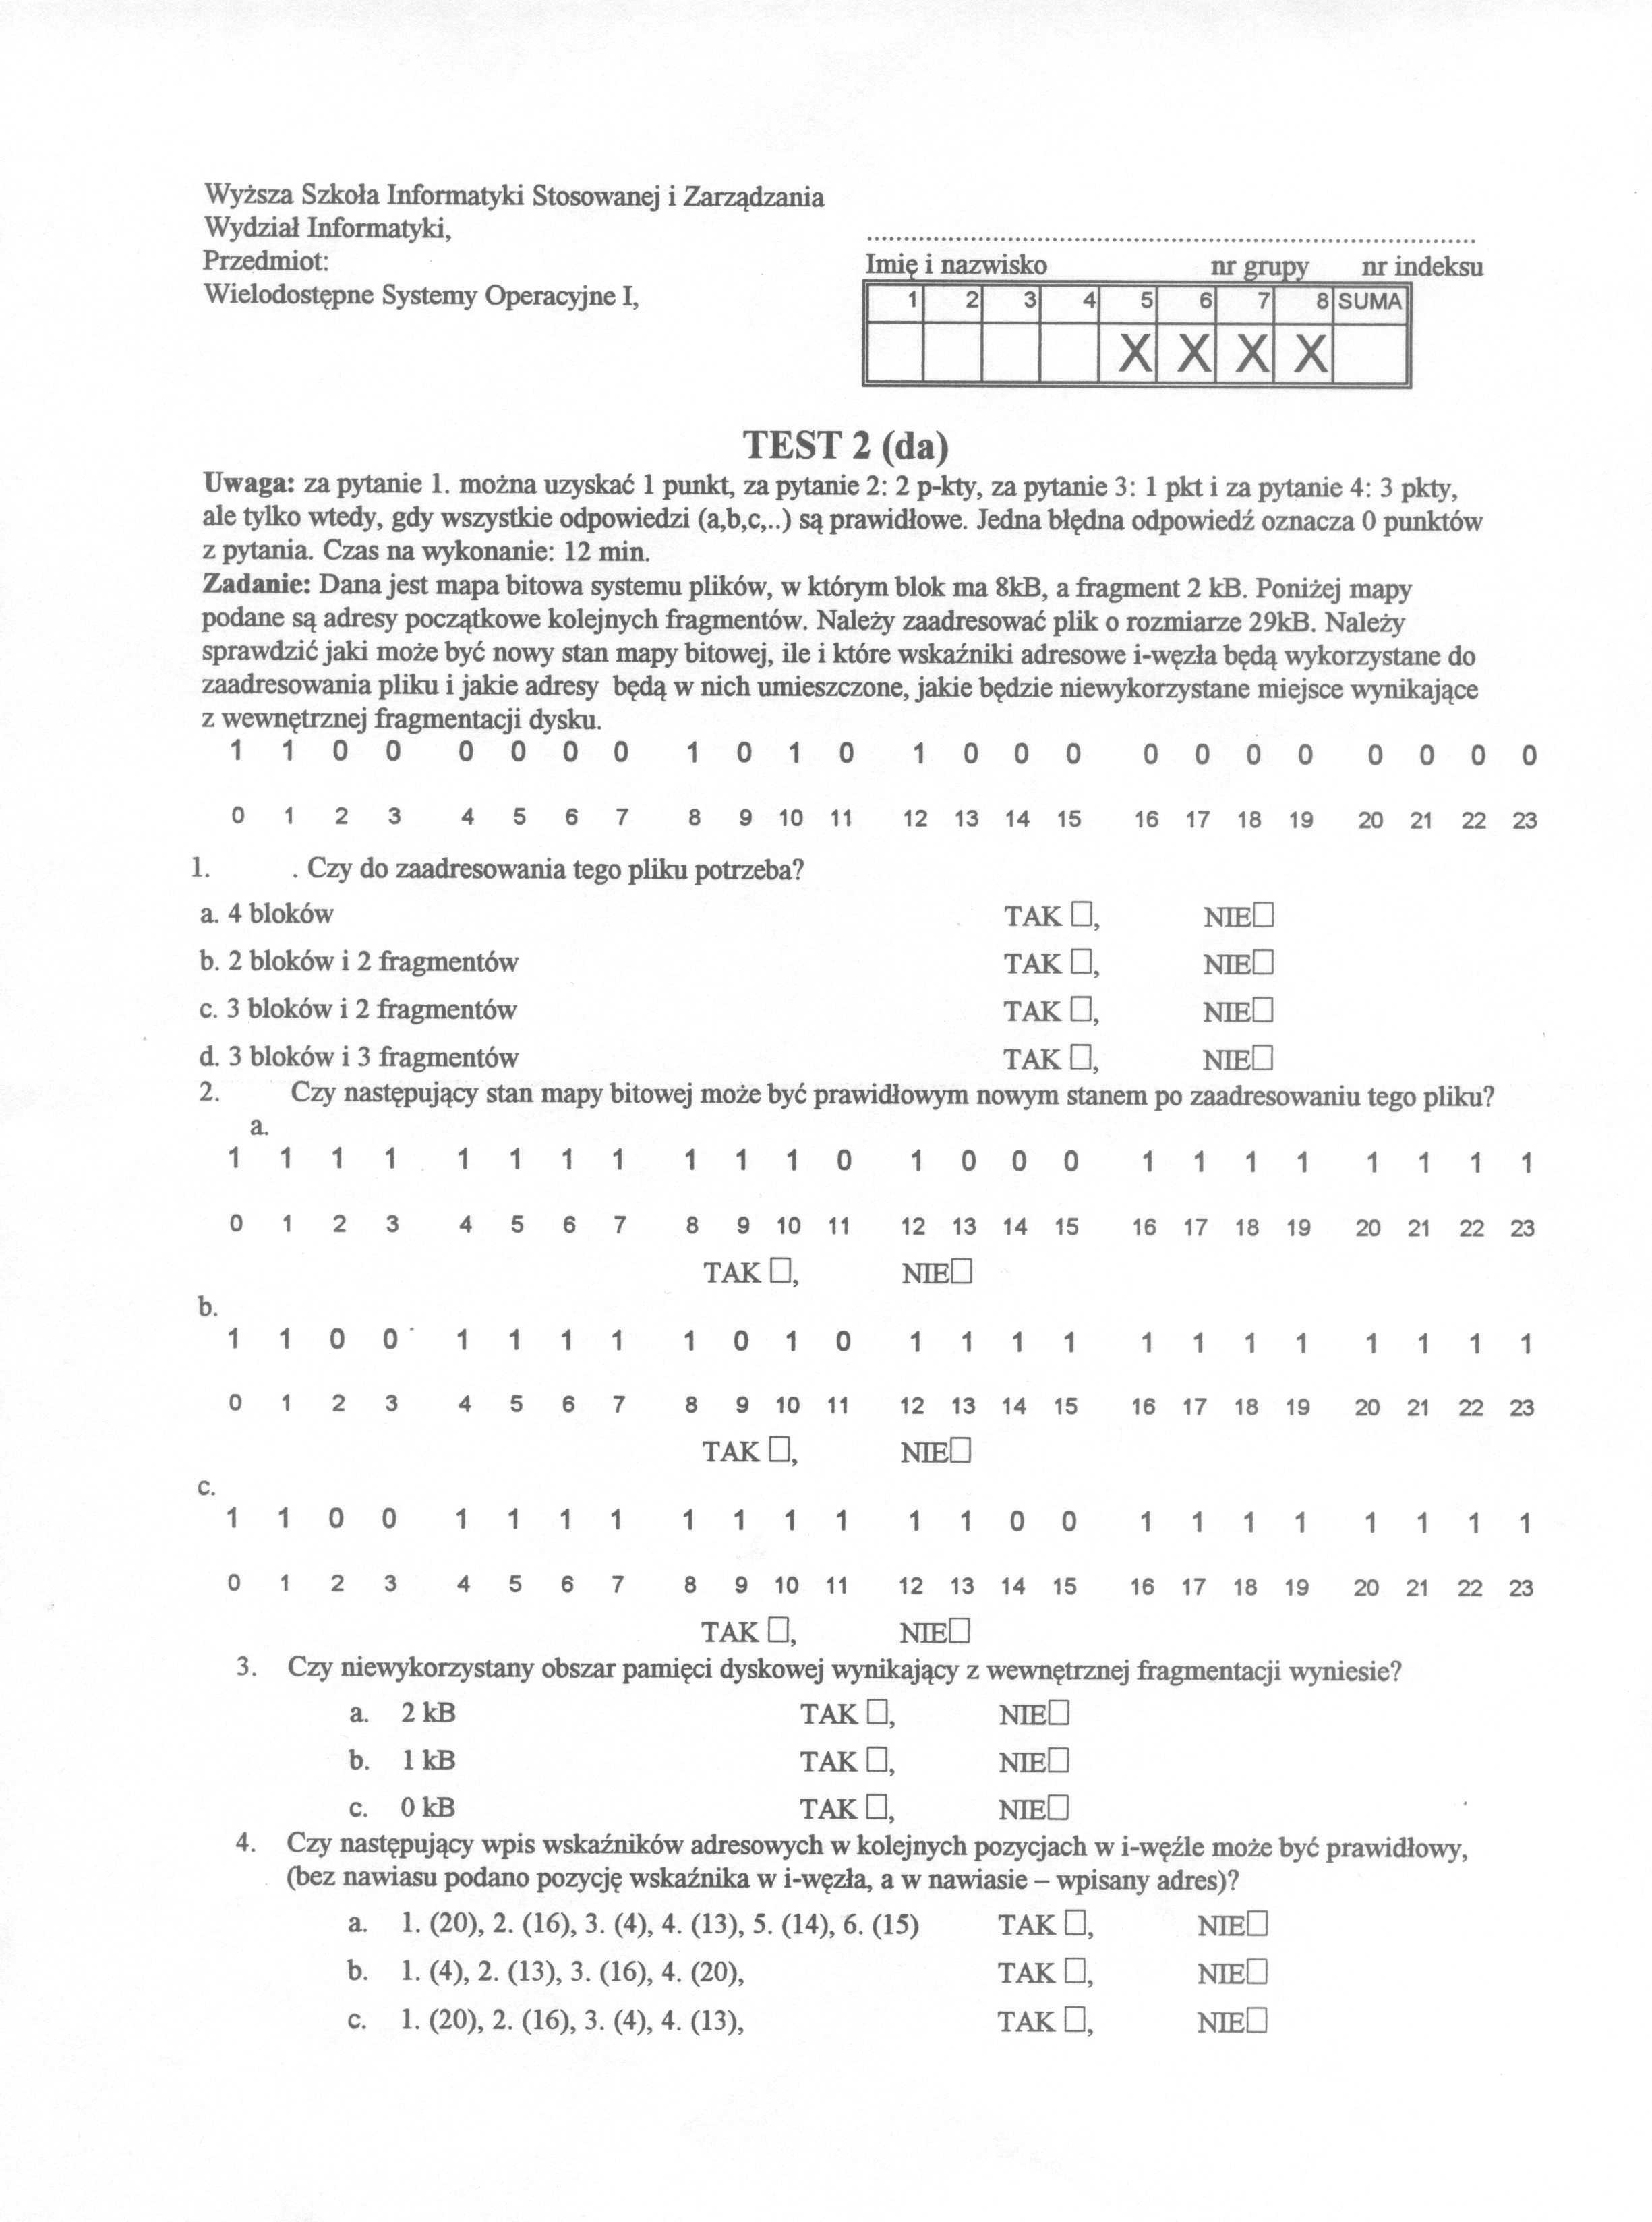 Wyższa Szkoła Informatyki Stosowanej i Zarządzania
Wydział Informatyki,
Przedmiot:
Wielodostępne Systemy Operacyjne I,
Imię i nazwisko nr grupy nr indeksu
1 2 3 4 5 6 7 8 SUMA
X X X X
TEST 2 (da)
Uwaga: za pytanie 1. można uzyskać 1 punkt, za pytanie 2: 2 p-kty, za pytanie 3: 1 pkt i za pytanie 4: 3 pkty,
ale tylko wtedy, gdy wszystkie odpowiedzi (a,b,c,..) są prawidłowe. Jedna błędna odpowiedź oznacza 0 punktów
z pytania. Czas na wykonanie: 12 min.
Zadanie: Dana jest mapa bitowa systemu plików, w którym blok ma 8kB, a fragment 2 kB. Poniżej mapy
podane są adresy początkowe kolejnych fragmentów. Należy zaadresować plik o rozmiarze 29kB. Należy
sprawdzić jaki może być nowy stan mapy bitowej, ile i które wskaźniki adresowe i-węzła będą wykorzystane do
zaadresowania pliku i jakie adresy będą w nich umieszczone, jakie będzie niewykorzystane miejsce wynikające
z wewnętrznej fragmentacji dysku.
1 1 0 0 0 0 0 0 1 0 1 0 1 0 0 0 0 0 0 0 0 0 0 0
0 1 2 3 4 5 6 7 8 9 10 11 12 13 14 15 16 17 18 19 20 21 22 23
1. . Czy do zaadresowania tego pliku potrzeba?
a. 4 bloków TAK □, NIE□
b. 2 bloków i 2 fragmentów TAK □, NIE□
c. 3 bloków i 2 fragmentów TAK □, NIE□
d. 3 bloków i 3 fragmentów TAK □, NIE□
2. Czy następujący stan mapy bitowej może być prawidłowym nowym stanem po zaadresowaniu tego pliku?
a.
1 1 1 1 1 1 1 1 1 1 1 0 1 0 0 0 1 1 1 1 1 1 1 1
0 1 2 3 4 5 6 7 8 9 10 11 12 13 14 15 16 17 18 19 20 21 22 23
TAK □, NIE□
b.
1 1 0 0 1 1 1 1 1 0 1 0 1 1 1 1 1 1 1 1 1 1 1 1
0 1 2 3 4 5 6 7 8 9 10 11 12 13 14 15 16 17 18 19 20 21 22 23
TAK □, NIE□
c.
1 1 0 0 1 1 1 1 1 1 1 1 1 1 0 0 1 1 1 1 1 1 1 1
0 1 2 3 4 5 6 7 8 9 10 11 12 13 14 15 16 17 18 19 20 21 22 23
TAK □, NIE□
3. Czy niewykorzystany obszar pamięci dyskowej wynikający z wewnętrznej fragmentacji wyniesie?
a. 2 kB TAK □, NIE□
b. 1 kB TAK □, NIE□
c. 0 kB TAK □, NIE□
4. Czy następujący wpis wskaźników adresowych w kolejnych pozycjach w i-węźle może być prawidłowy,
(bez nawiasu podano pozycję wskaźnika w i-węzła, a w nawiasie – wpisany adres)?
a. 1. (20), 2. (16), 3. (4), 4. (13), 5. (14), 6. (15) TAK □, NIE□
b. 1. (4), 2. (13), 3. (16), 4. (20), TAK □, NIE□
c. 1. (20), 2. (16), 3. (4), 4. (13), TAK □, NIE□